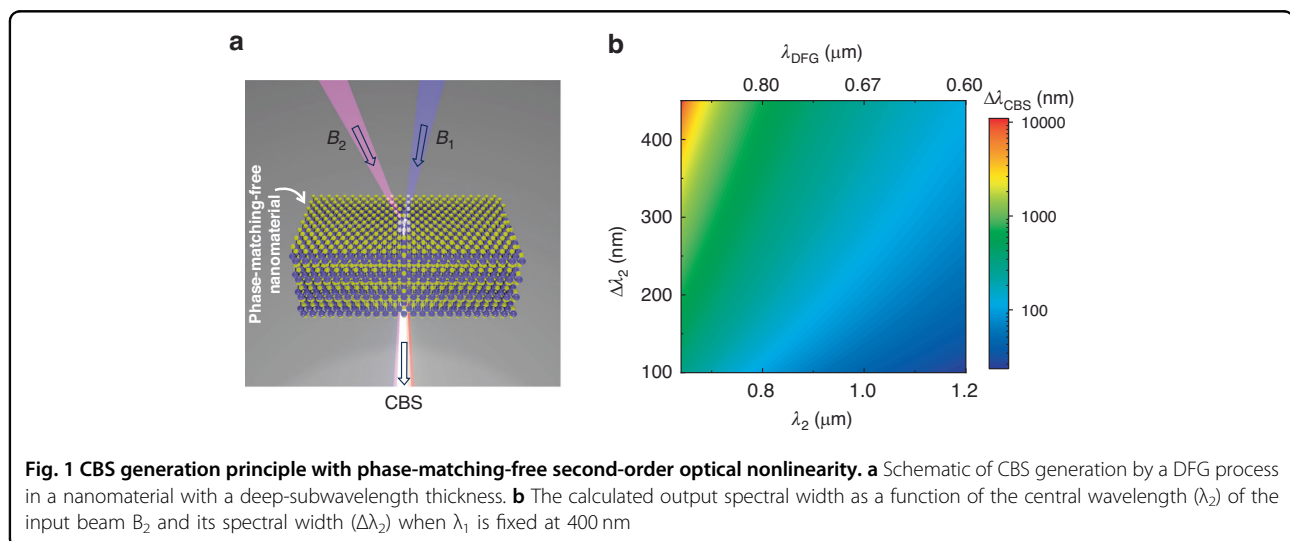 a
B2
B1
Phase-matching-free
nanomaterial
CBS
b
λDFG (μm)
0.80 0.67 0.60
ΔλCBS (nm)
400
300
200
100
Δλ2 (nm)
10000
1000
100
0.8 1.0 1.2
λ2 (μm)
Fig. 1 CBS generation principle with phase-matching-free second-order optical nonlinearity. a Schematic of CBS generation by a DFG process
in a nanomaterial with a deep-subwavelength thickness. b The calculated output spectral width as a function of the central wavelength (λ2) of the
input beam B2 and its spectral width (Δλ2) when λ1 is fixed at 400 nm